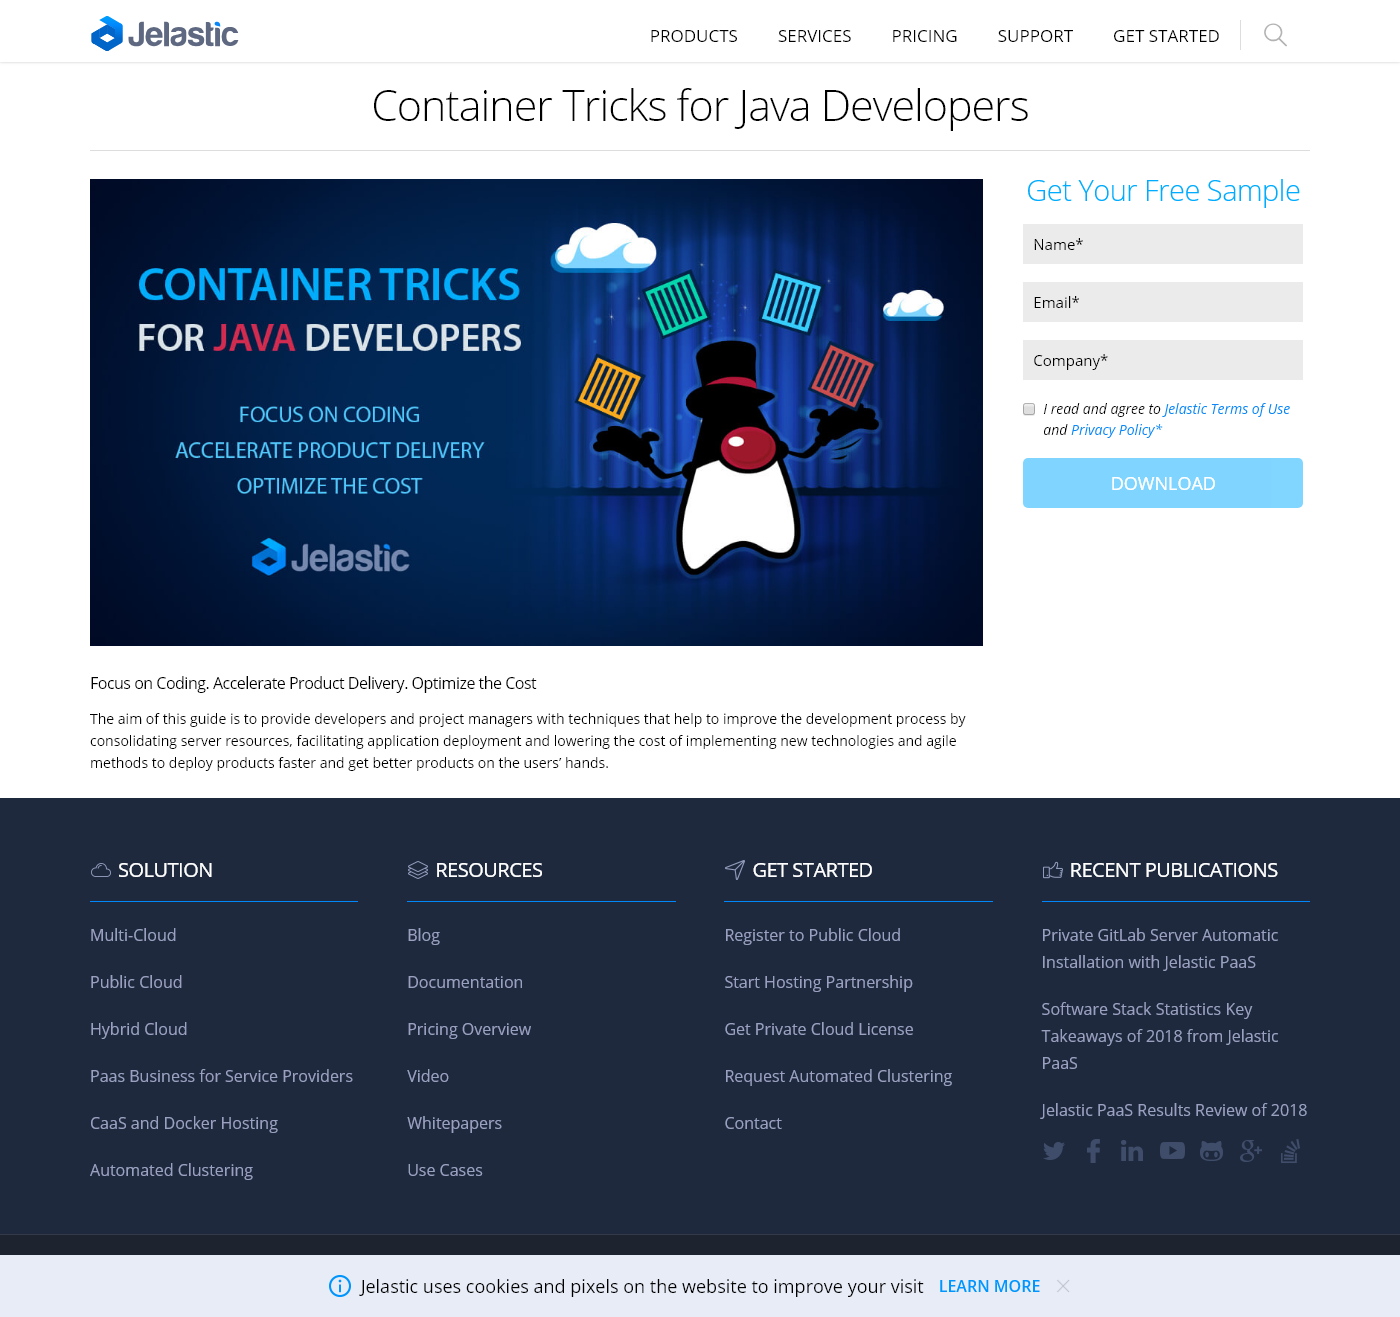 Jelastic
PRODUCTS SERVICES PRICING SUPPORT GET STARTED
Container Tricks for Java Developers
CONTAINER TRICKS
FOR JAVA DEVELOPERS
FOCUS ON CODING
ACCELERATE PRODUCT DELIVERY
OPTIMIZE THE COST
Jelastic
Get Your Free Sample
Name*
Email*
Company*
I read and agree to Jelastic Terms of Use
and Privacy Policy*
DOWNLOAD
Focus on Coding. Accelerate Product Delivery. Optimize the Cost
The aim of this guide is to provide developers and project managers with techniques that help to improve the development process by
consolidating server resources, facilitating application deployment and lowering the cost of implementing new technologies and agile
methods to deploy products faster and get better products on the users’ hands.
SOLUTION
Multi-Cloud
Public Cloud
Hybrid Cloud
Paas Business for Service Providers
CaaS and Docker Hosting
Automated Clustering
RESOURCES
Blog
Documentation
Pricing Overview
Video
Whitepapers
Use Cases
GET STARTED
Register to Public Cloud
Start Hosting Partnership
Get Private Cloud License
Request Automated Clustering
Contact
RECENT PUBLICATIONS
Private GitLab Server Automatic
Installation with Jelastic PaaS
Software Stack Statistics Key
Takeaways of 2018 from Jelastic
PaaS
Jelastic PaaS Results Review of 2018
Jelastic uses cookies and pixels on the website to improve your visit LEARN MORE